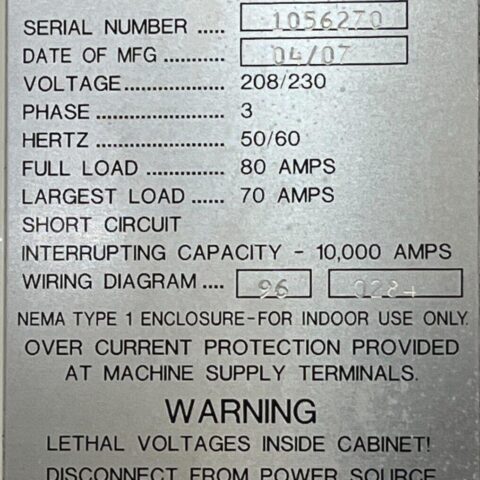 SERIAL NUMBER ..... 1056270
DATE OF MFG ........... 04/07
VOLTAGE.................. 208/230
PHASE ...................... 3
HERTZ ...................... 50/60
FULL LOAD .............. 80 AMPS
LARGEST LOAD ...... 70 AMPS
SHORT CIRCUIT
INTERRUPTING CAPACITY - 10,000 AMPS
WIRING DIAGRAM .... 96 0284
NEMA TYPE 1 ENCLOSURE-FOR INDOOR USE ONLY.
OVER CURRENT PROTECTION PROVIDED
AT MACHINE SUPPLY TERMINALS.
WARNING
LETHAL VOLTAGES INSIDE CABINET!
DISCONNECT FROM POWER SOURCE